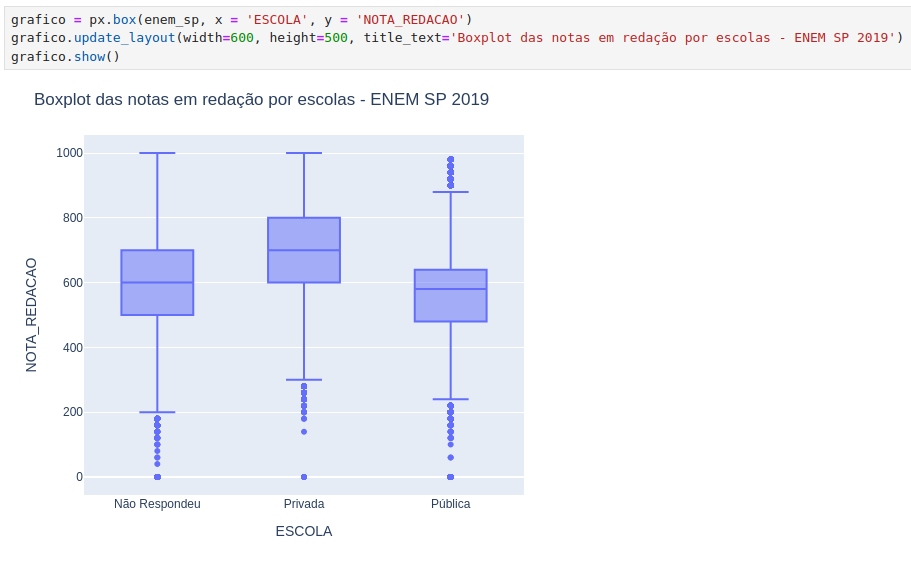 grafico = px.box(enem_sp, x = 'ESCOLA', y = 'NOTA_REDACAO')
grafico.update_layout(width=600, height=500, title_text='Boxplot das notas em redação por escolas - ENEM SP 2019')
grafico.show()
Boxplot das notas em redação por escolas - ENEM SP 2019
1000
800
600
400
200
0
NOTA_REDACAO
Não Respondeu Privada Pública
ESCOLA